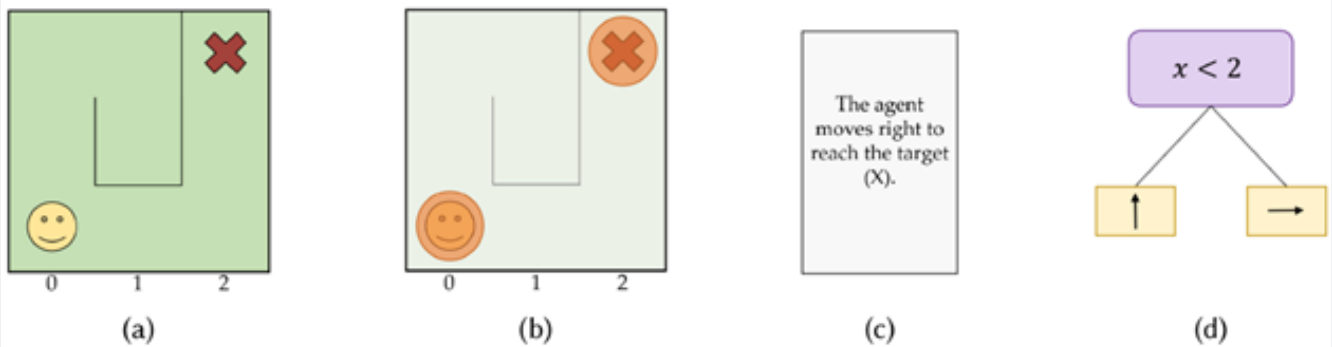 0 1 2
(a)
0 1 2
(b)
The agent
moves right to
reach the target
(X).
(c)
x < 2
(d)